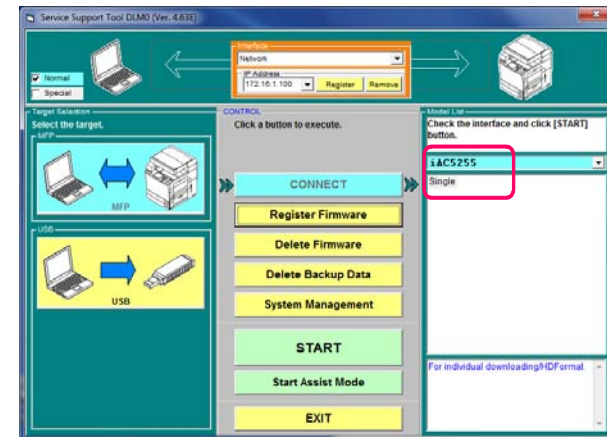 Service Support Tool DLM0 (Ver. 4.63E)
Normal
Special
Interface
Network
IP Address
172.16.1.100
Register
Remove
Target Selection
Select the target.
MFP
MFP
USB
USB
CONTROL
Click a button to execute.
CONNECT
Register Firmware
Delete Firmware
Delete Backup Data
System Management
START
Start Assist Mode
EXIT
Model List
Check the interface and click [START]
button.
iAC5255
Single
For individual downloading/HDFormat